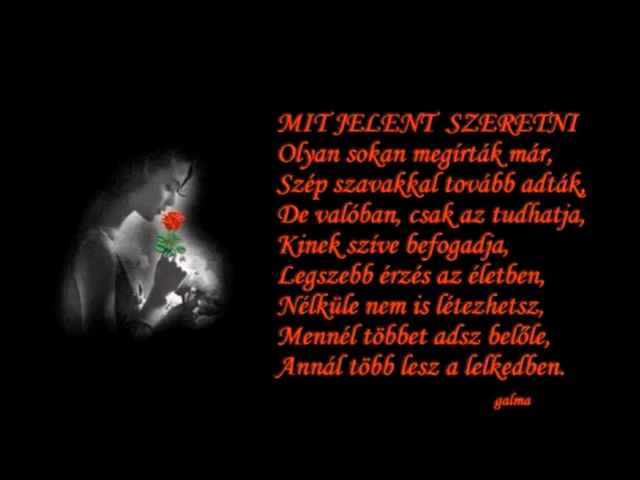 MIT JELENT SZERETNI
Olyan sokan megírták már,
Szép szavakkal tovább adták,
De valóban, csak az tudhatja,
Kinek szíve befogadja,
Legszebb érzés az életben,
Nélküle nem is létezhetsz,
Mennél többet adsz belőle,
Annál több lesz a lelkedben.
galma